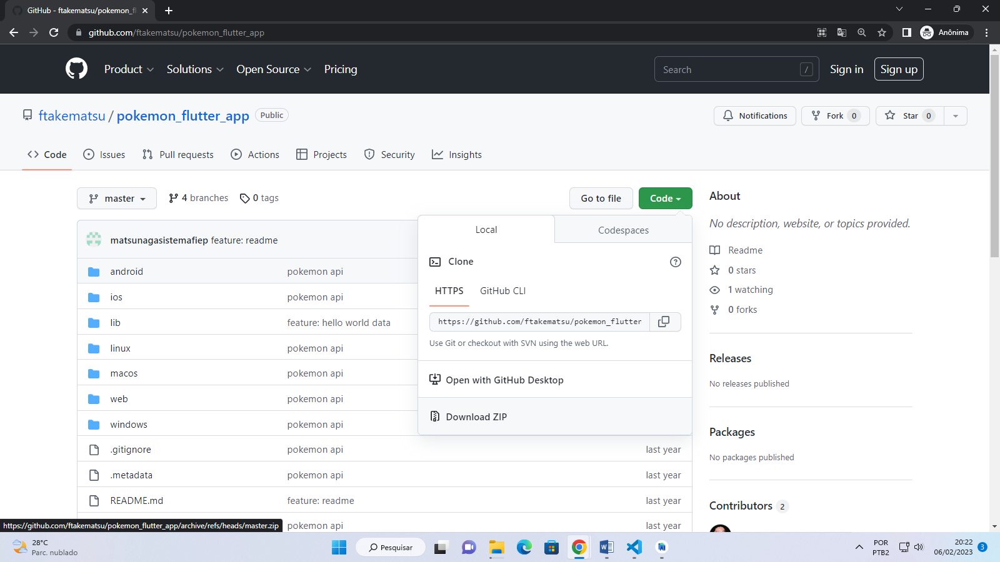 GitHub - ftakematsu/pokemon_fl
github.com/ftakematsu/pokemon_flutter_app
Anônima
Product
Solutions
Open Source
Pricing
Search /
Sign in
Sign up
ftakematsu / pokemon_flutter_app Public
Notifications
Fork 0
Star 0
Code
Issues
Pull requests
Actions
Projects
Security
Insights
master
4 branches
0 tags
Go to file
Code
matsunagasistemafiep feature: readme
android pokemon api
ios pokemon api
lib feature: hello world data
linux pokemon api
macos pokemon api
web pokemon api
windows pokemon api
.gitignore pokemon api last year
.metadata pokemon api last year
README.md feature: readme last year
pokemon api last year
Local
Codespaces
Clone
HTTPS
GitHub CLI
https://github.com/ftakematsu/pokemon_flutter
Use Git or checkout with SVN using the web URL.
Open with GitHub Desktop
Download ZIP
About
No description, website, or topics provided.
Readme
0 stars
1 watching
0 forks
Releases
No releases published
Packages
No packages published
Contributors 2
https://github.com/ftakematsu/pokemon_flutter_app/archive/refs/heads/master.zip
28°C
Parc. nublado
Pesquisar
POR
PTB2
20:22
06/02/2023
3